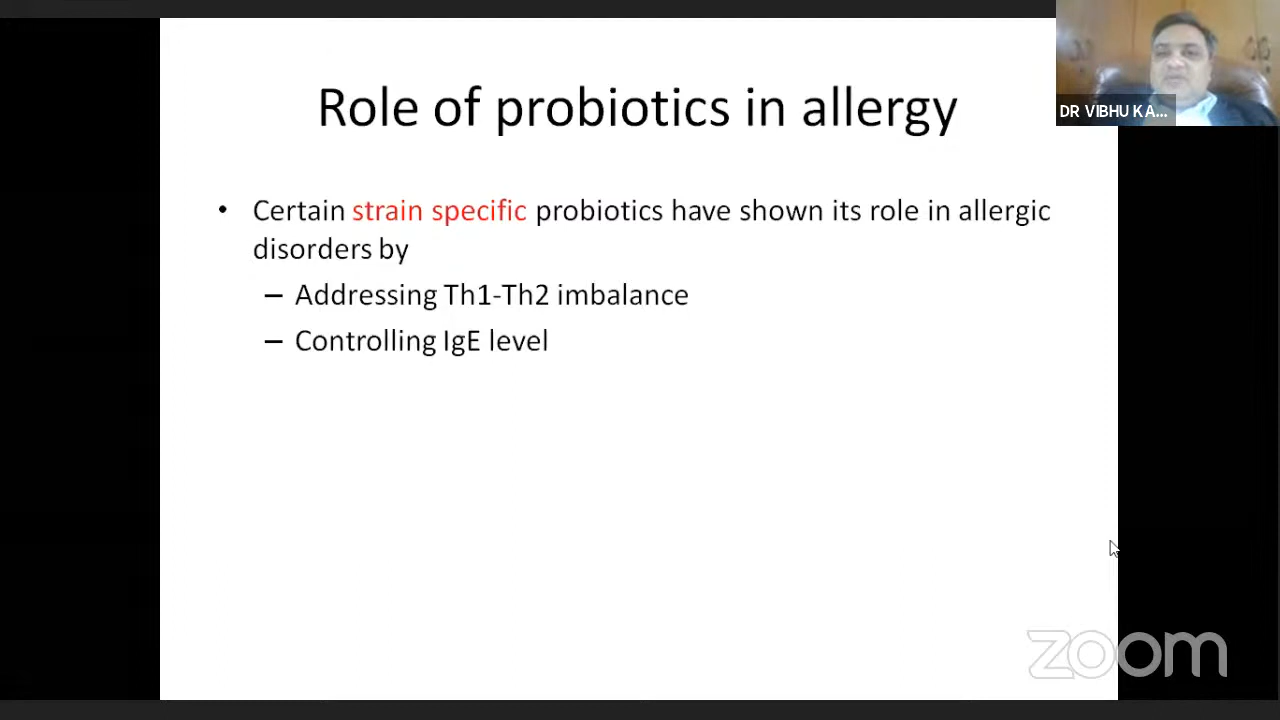 Role of probiotics in allergy
DR VIBHU KA...
• Certain strain specific probiotics have shown its role in allergic
disorders by
– Addressing Th1-Th2 imbalance
– Controlling IgE level
zoom